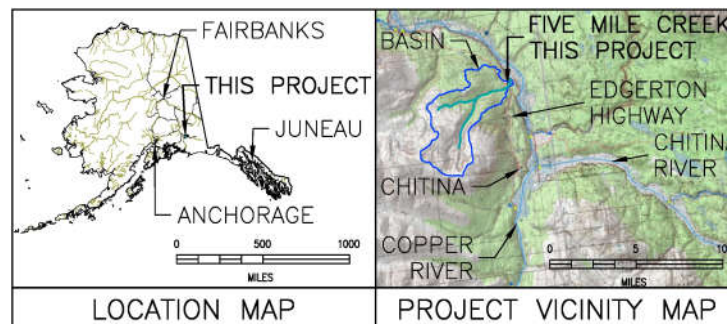 FAIRBANKS
THIS PROJECT
JUNEAU
ANCHORAGE
0 500 1000
MILES
LOCATION MAP
BASIN
FIVE MILE CREEK
THIS PROJECT
EDGERTON
HIGHWAY
CHITINA
RIVER
CHITINA
COPPER
RIVER
0 5 10
MILES
PROJECT VICINITY MAP